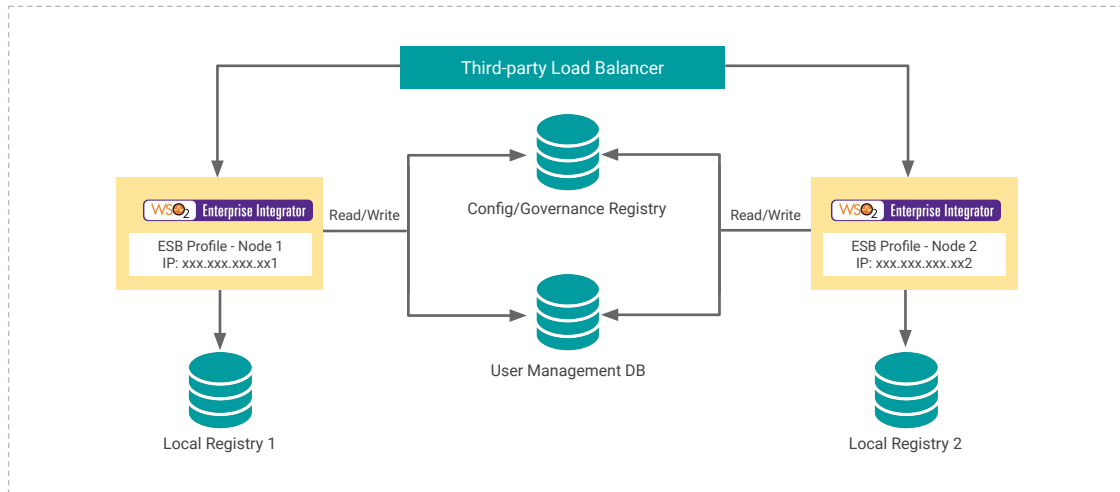 Third-party Load Balancer
WSO2 Enterprise Integrator
ESB Profile - Node 1
IP: xxx.xxx.xxx.xx1
Read/Write
Config/Governance Registry
Read/Write
WSO2 Enterprise Integrator
ESB Profile - Node 2
IP: xxx.xxx.xxx.xx2
User Management DB
Local Registry 1
Local Registry 2